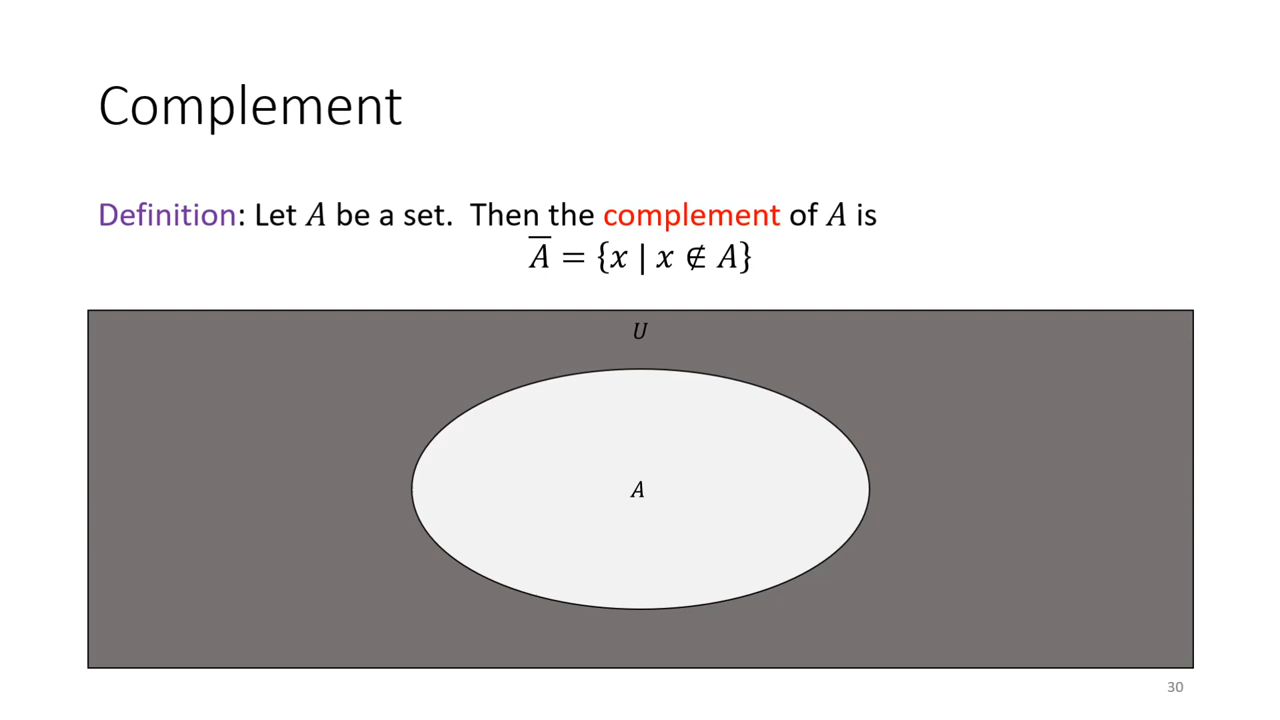 Complement
Definition: Let A be a set. Then the complement of A is
A̅ = {x | x ∉ A}
U
A
30